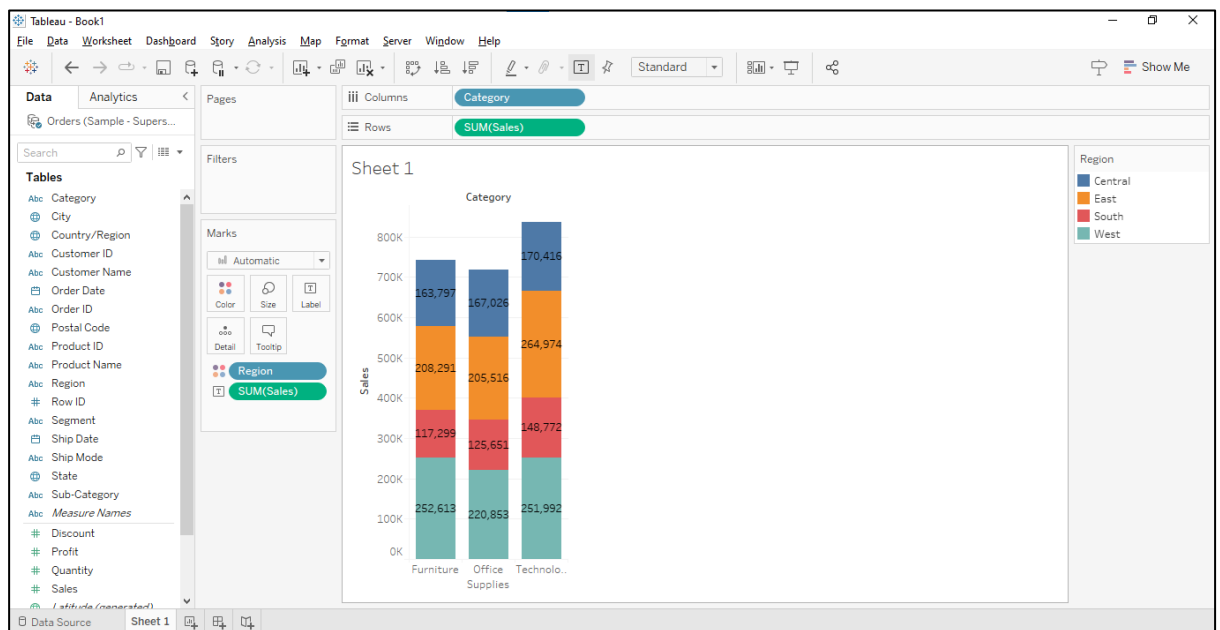 Tableau - Book1
File Data Worksheet Dashboard Story Analysis Map Format Server Window Help
Standard
Show Me
Data Analytics
Orders (Sample - Supers...
Search
Tables
Abc Category
City
Country/Region
Abc Customer ID
Abc Customer Name
Order Date
Abc Order ID
Postal Code
Abc Product ID
Abc Product Name
Abc Region
# Row ID
Abc Segment
Ship Date
Abc Ship Mode
State
Abc Sub-Category
Abc Measure Names
# Discount
# Profit
# Quantity
# Sales
Latitude (generated)
Pages
Filters
Marks
Automatic
Color Size Label
Detail Tooltip
Region
SUM(Sales)
Columns Category
Rows SUM(Sales)
Sheet 1
Category
Sales
800K
700K
600K
500K
400K
300K
200K
100K
0K
163,797 167,026 170,416
208,291 205,516 264,974
117,299 125,651 148,772
252,613 220,853 251,992
Furniture Office Technolo..
Supplies
Region
Central
East
South
West
Data Source Sheet 1